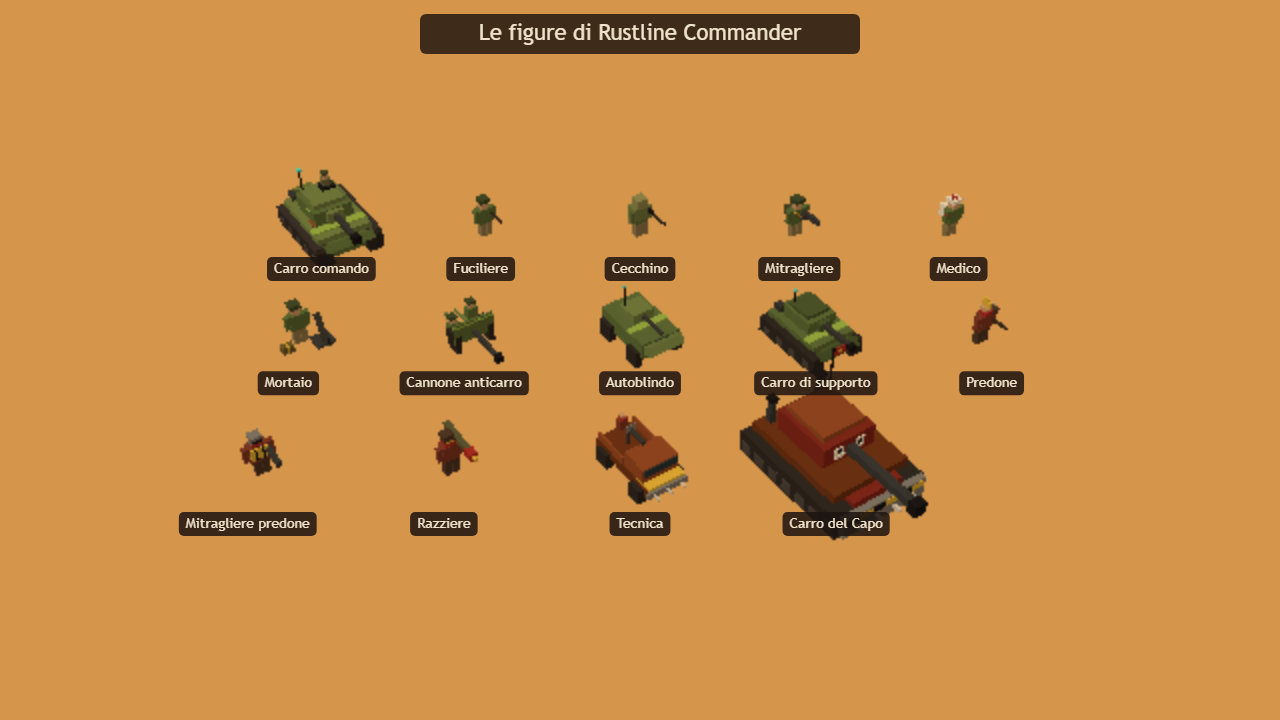 Le figure di Rustline Commander
Carro comando
Fuciliere
Cecchino
Mitragliere
Medico
Mortaio
Cannone anticarro
Autoblindo
Carro di supporto
Predone
Mitragliere predone
Razziere
Tecnica
Carro del Capo